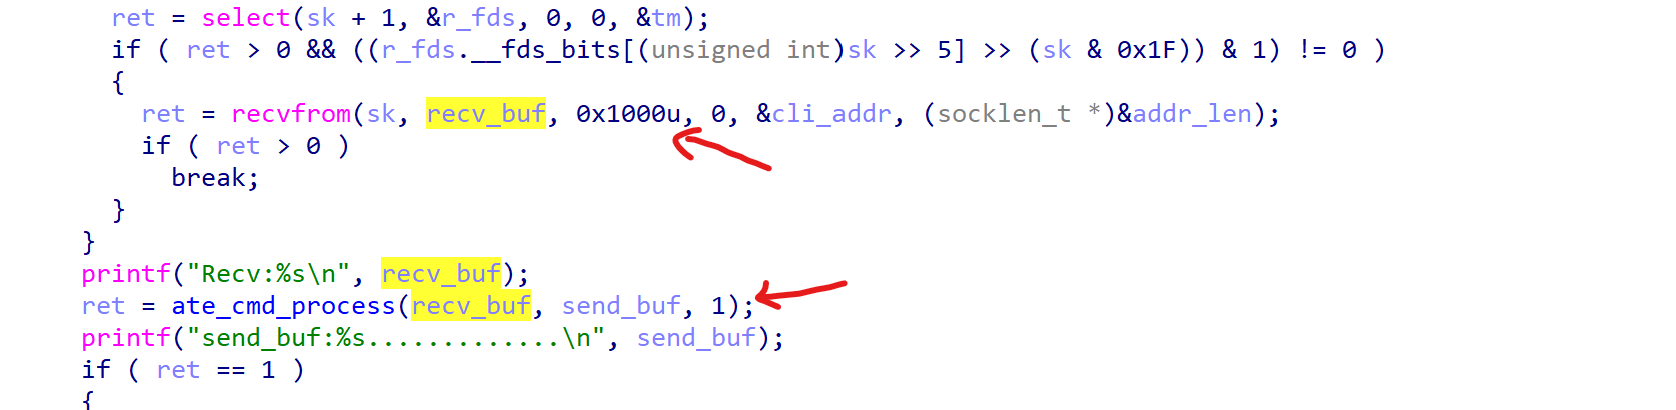 ret = select(sk + 1, &r_fds, 0, 0, &tm);
if ( ret > 0 && ((r_fds.__fds_bits[(unsigned int)sk >> 5] >> (sk & 0x1F)) & 1) != 0 )
{
ret = recvfrom(sk, recv_buf, 0x1000u, 0, &cli_addr, (socklen_t *)&addr_len);
if ( ret > 0 )
break;
}
}
printf("Recv:%s\n", recv_buf);
ret = ate_cmd_process(recv_buf, send_buf, 1);
printf("send_buf:%s.............\n", send_buf);
if ( ret == 1 )
{